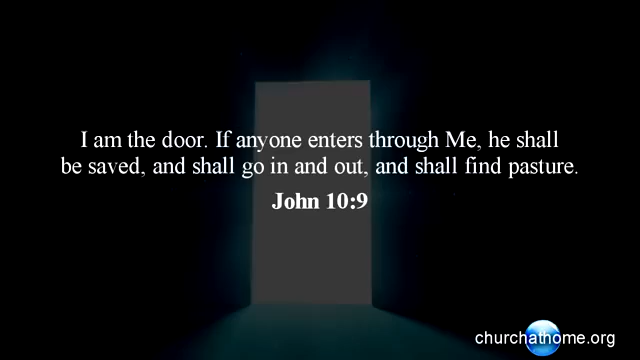 I am the door. If anyone enters through Me, he shall
be saved, and shall go in and out, and shall find pasture.
John 10:9
churchathome.org